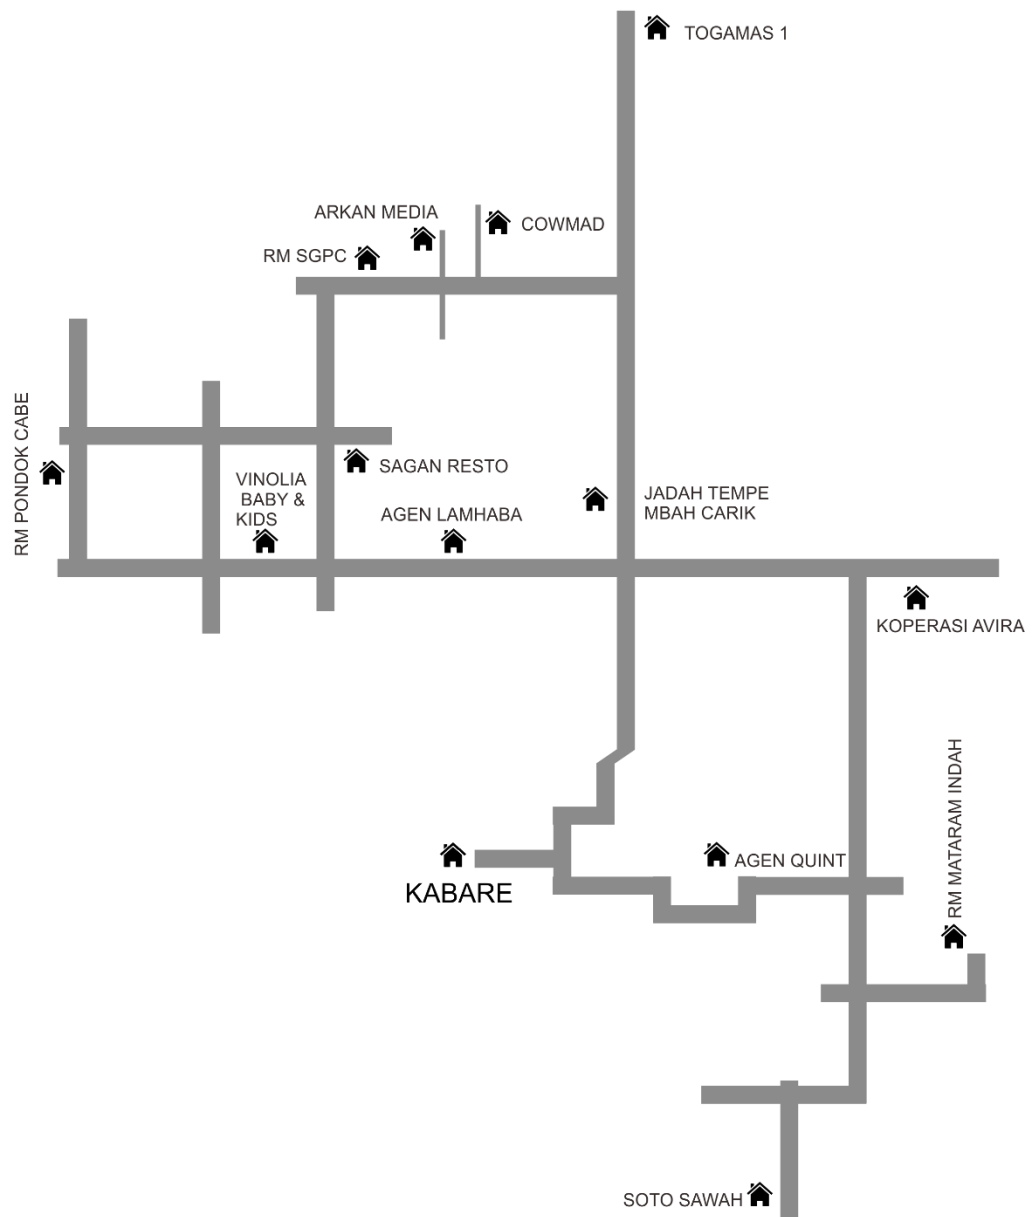 TOGAMAS 1
ARKAN MEDIA
COWMAD
RM SGPC
RM PONDOK CABE
SAGAN RESTO
VINOLIA
BABY &
KIDS
AGEN LAMHABA
JADAH TEMPE
MBAH CARIK
KOPERASI AVIRA
RM MATARAM INDAH
AGEN QUINT
KABARE
SOTO SAWAH